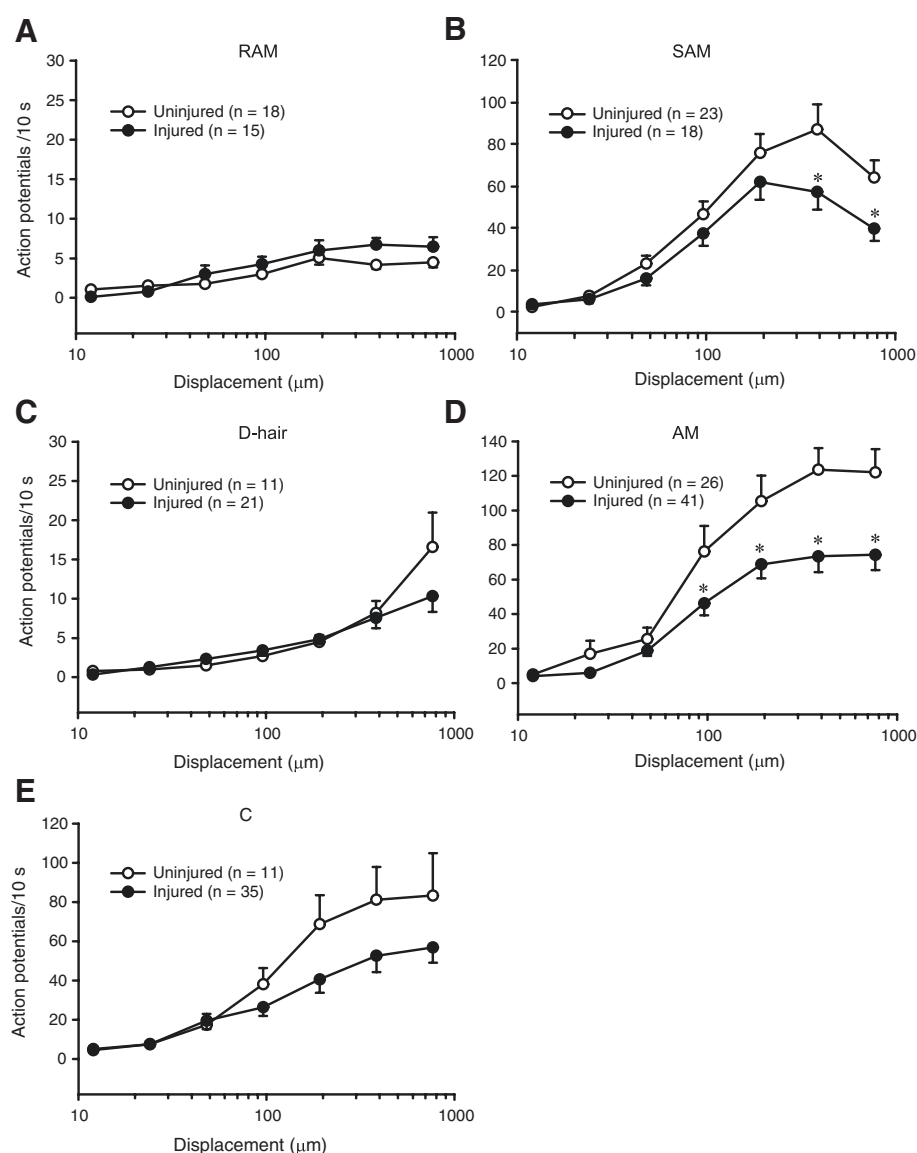 A
RAM
30
25
20
15
10
5
0
Action potentials /10 s
Uninjured (n = 18)
Injured (n = 15)
10
100
1000
Displacement (μm)
B
SAM
120
100
80
60
40
20
0
Uninjured (n = 23)
Injured (n = 18)
*
*
10
100
1000
Displacement (μm)
C
D-hair
30
25
20
15
10
5
0
Action potentials/10 s
Uninjured (n = 11)
Injured (n = 21)
10
100
1000
Displacement (μm)
D
AM
140
120
100
80
60
40
20
0
Uninjured (n = 26)
Injured (n = 41)
*
*
*
*
10
100
1000
Displacement (μm)
E
C
120
100
80
60
40
20
0
Action potentials/10 s
Uninjured (n = 11)
Injured (n = 35)
10
100
1000
Displacement (μm)